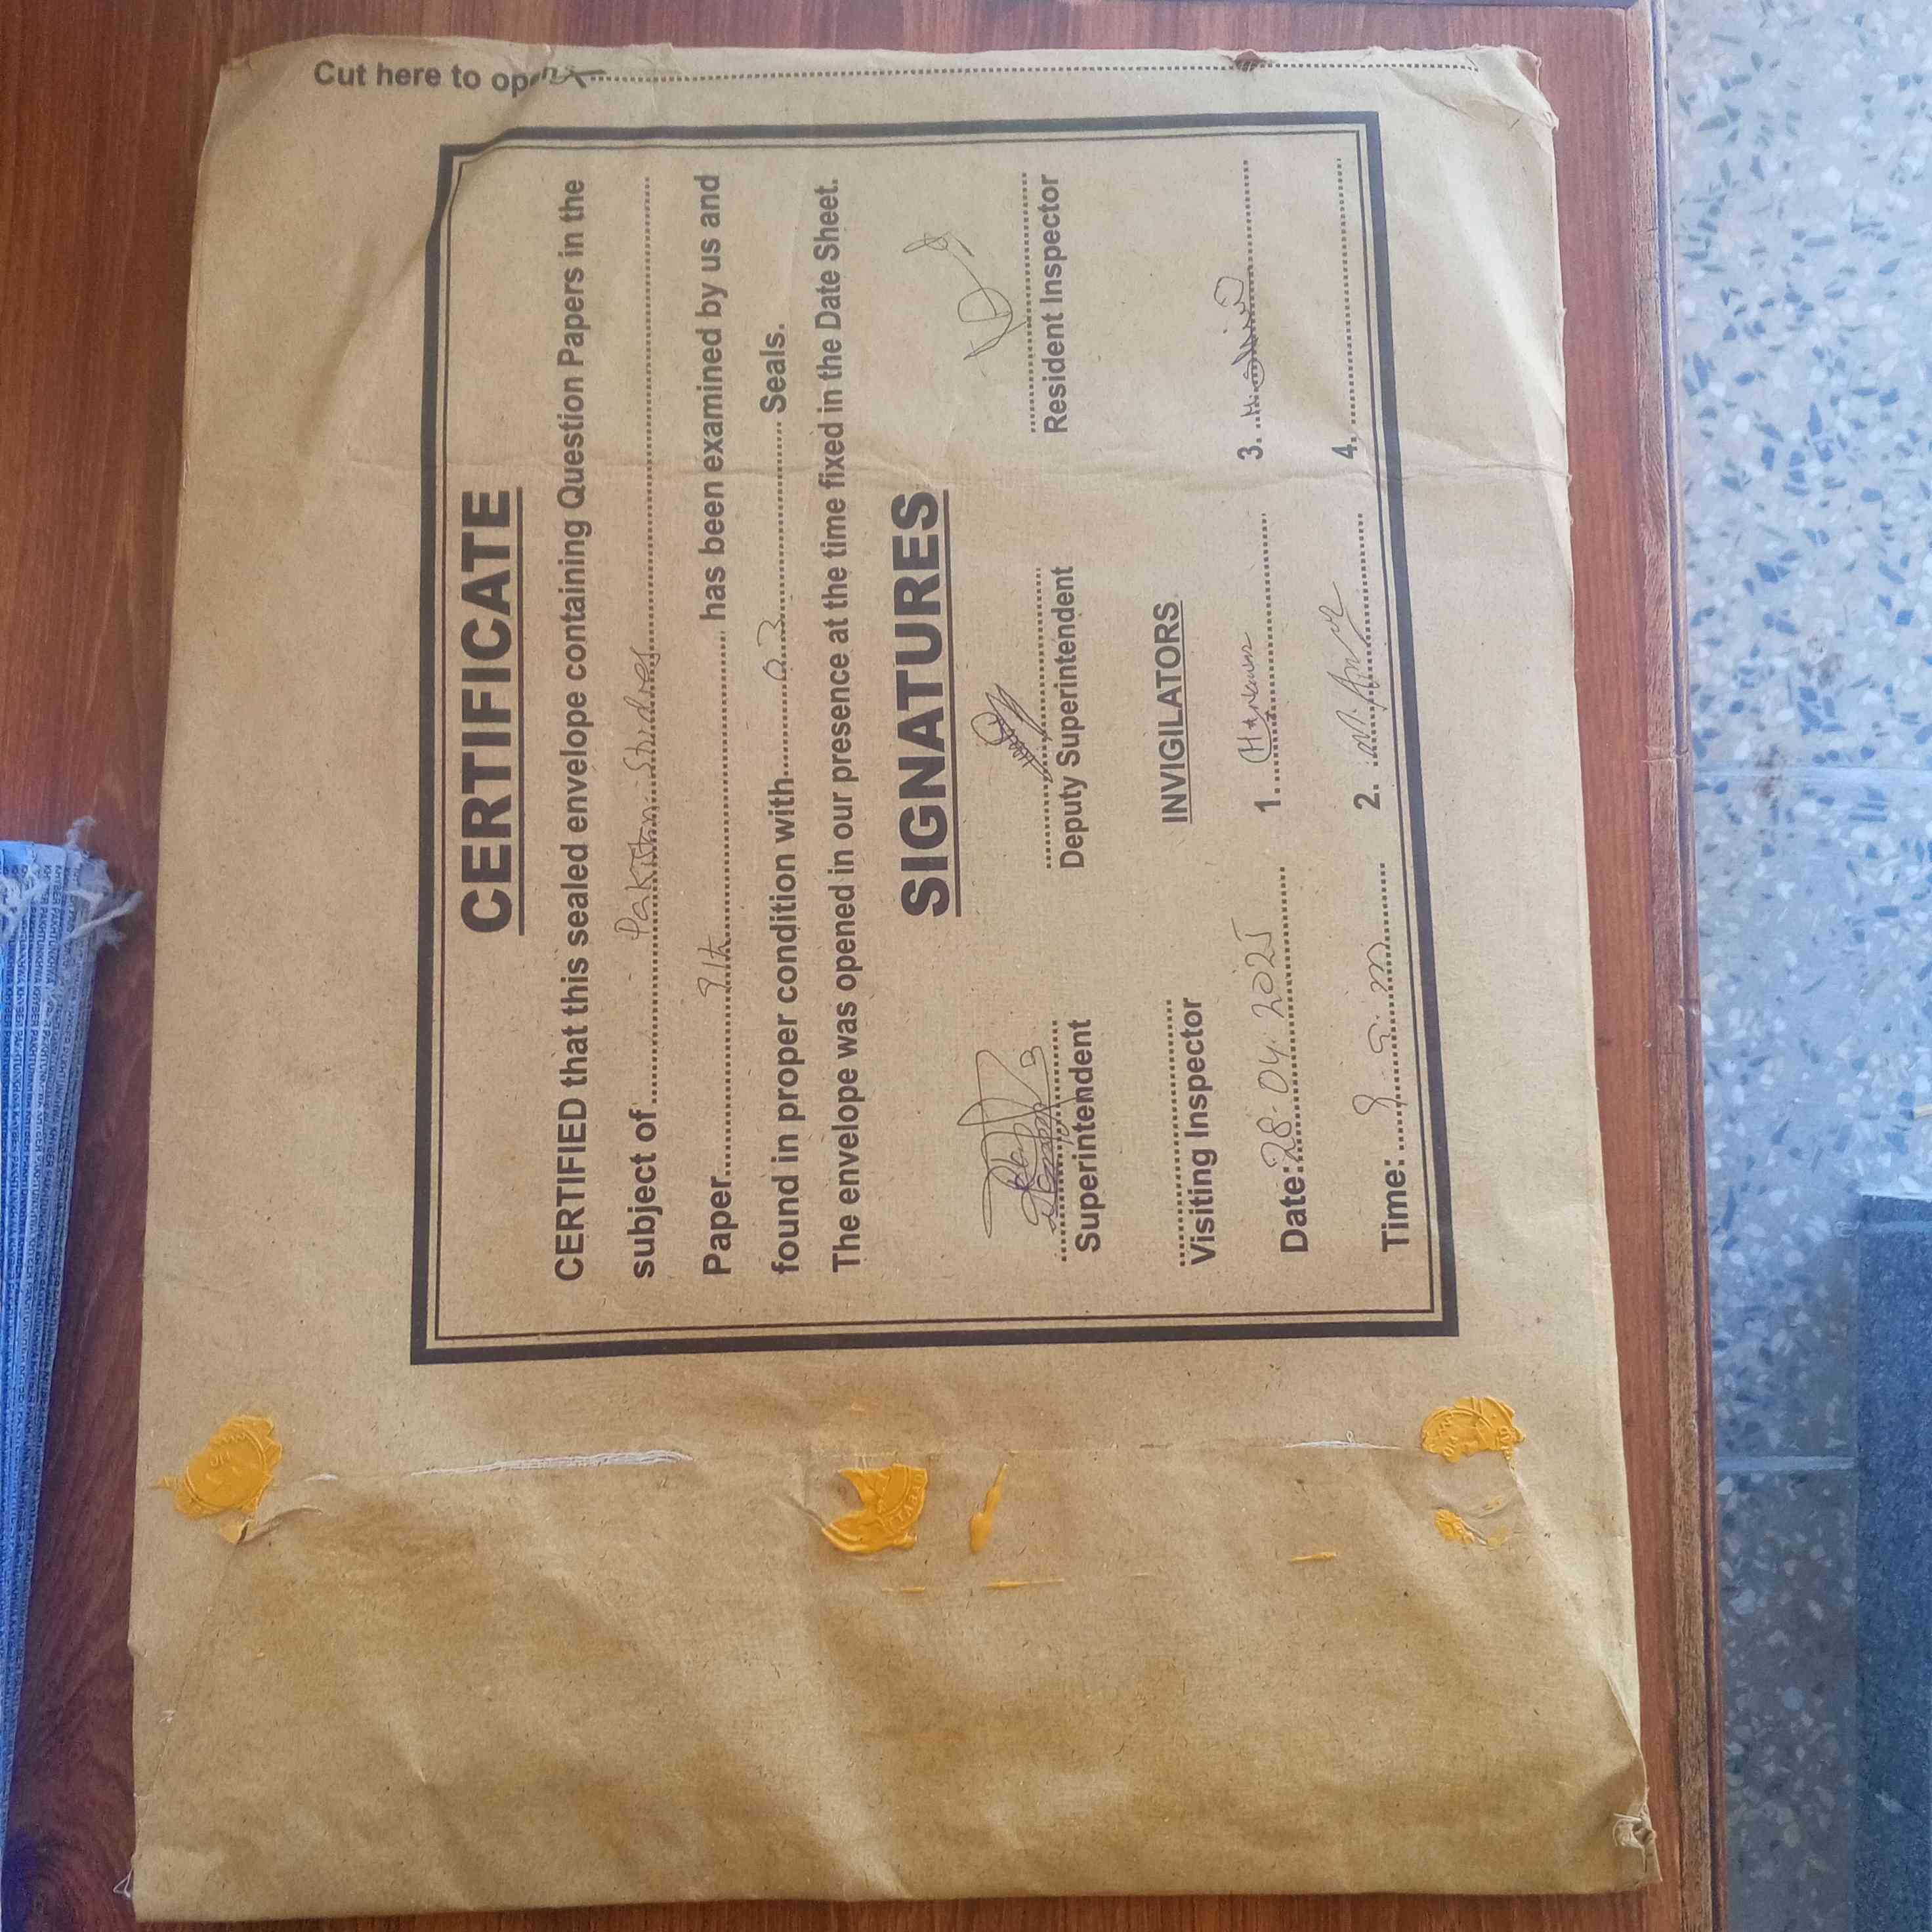 Cut here to open
CERTIFICATE
CERTIFIED that this sealed envelope containing Question Papers in the
subject of Pakistan Studies
Paper 9th has been examined by us and
found in proper condition with 03 Seals.
The envelope was opened in our presence at the time fixed in the Date Sheet.
SIGNATURES
Superintendent
Deputy Superintendent
Resident Inspector
Visiting Inspector
INVIGILATORS
Date: 28.04.2025
1.
3.
Time: 9 a.m
2.
4.